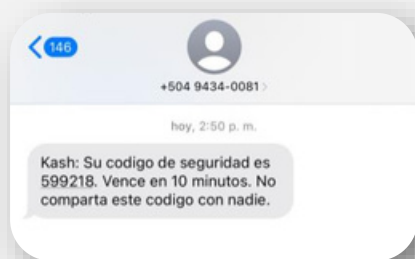 146
+504 9434-0081 >
hoy, 2:50 p. m.
Kash: Su codigo de seguridad es
599218. Vence en 10 minutos. No
comparta este codigo con nadie.